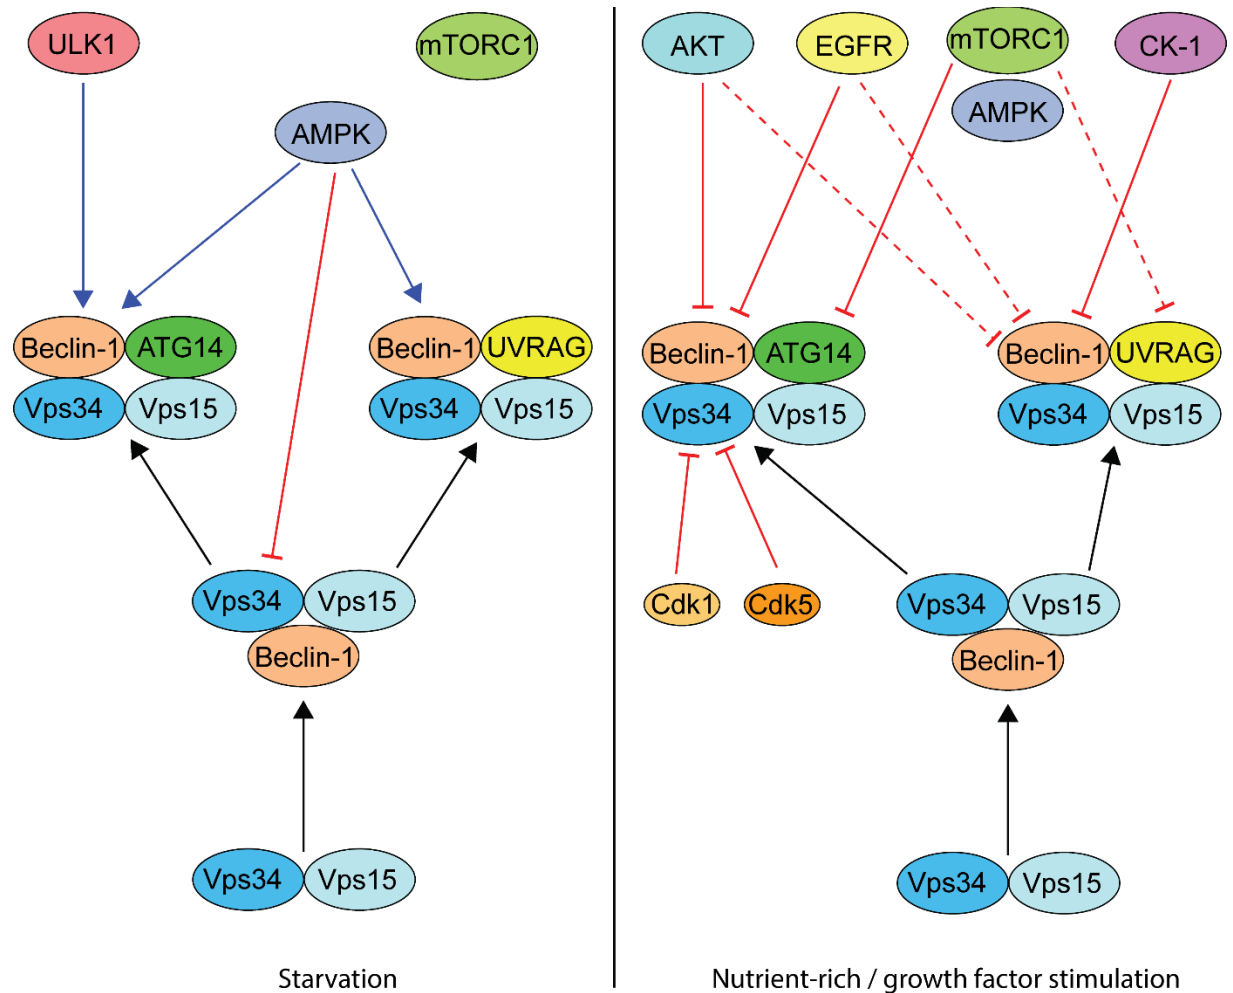 ULK1
mTORC1
AMPK
Beclin-1
ATG14
Vps34
Vps15
Beclin-1
UVRAG
Vps34
Vps15
Vps34
Vps15
Beclin-1
Vps34
Vps15
Starvation
AKT
EGFR
mTORC1
CK-1
AMPK
Beclin-1
ATG14
Vps34
Vps15
Beclin-1
UVRAG
Vps34
Vps15
Cdk1
Cdk5
Vps34
Vps15
Beclin-1
Vps34
Vps15
Nutrient-rich / growth factor stimulation